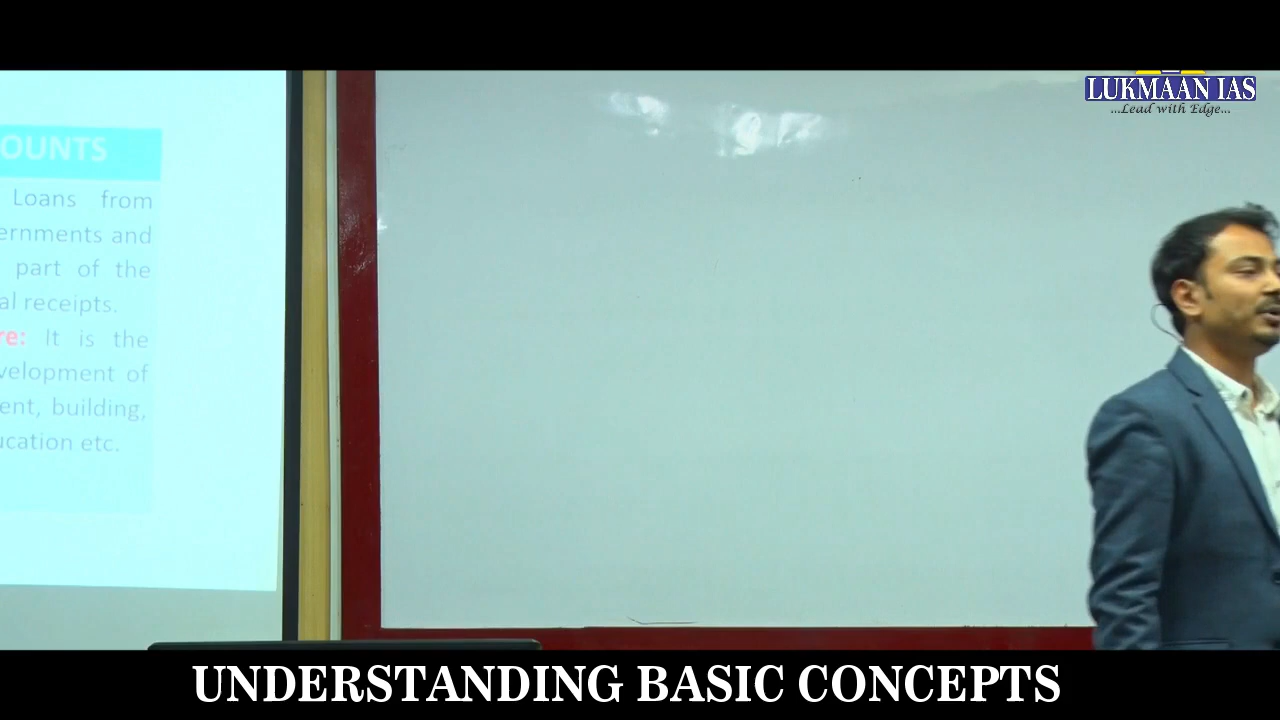 LUKMAAN IAS
...Lead with Edge...
OUNTS
Loans from
ernments and
part of the
al receipts.
re: It is the
velopment of
ent, building,
ucation etc.
UNDERSTANDING BASIC CONCEPTS